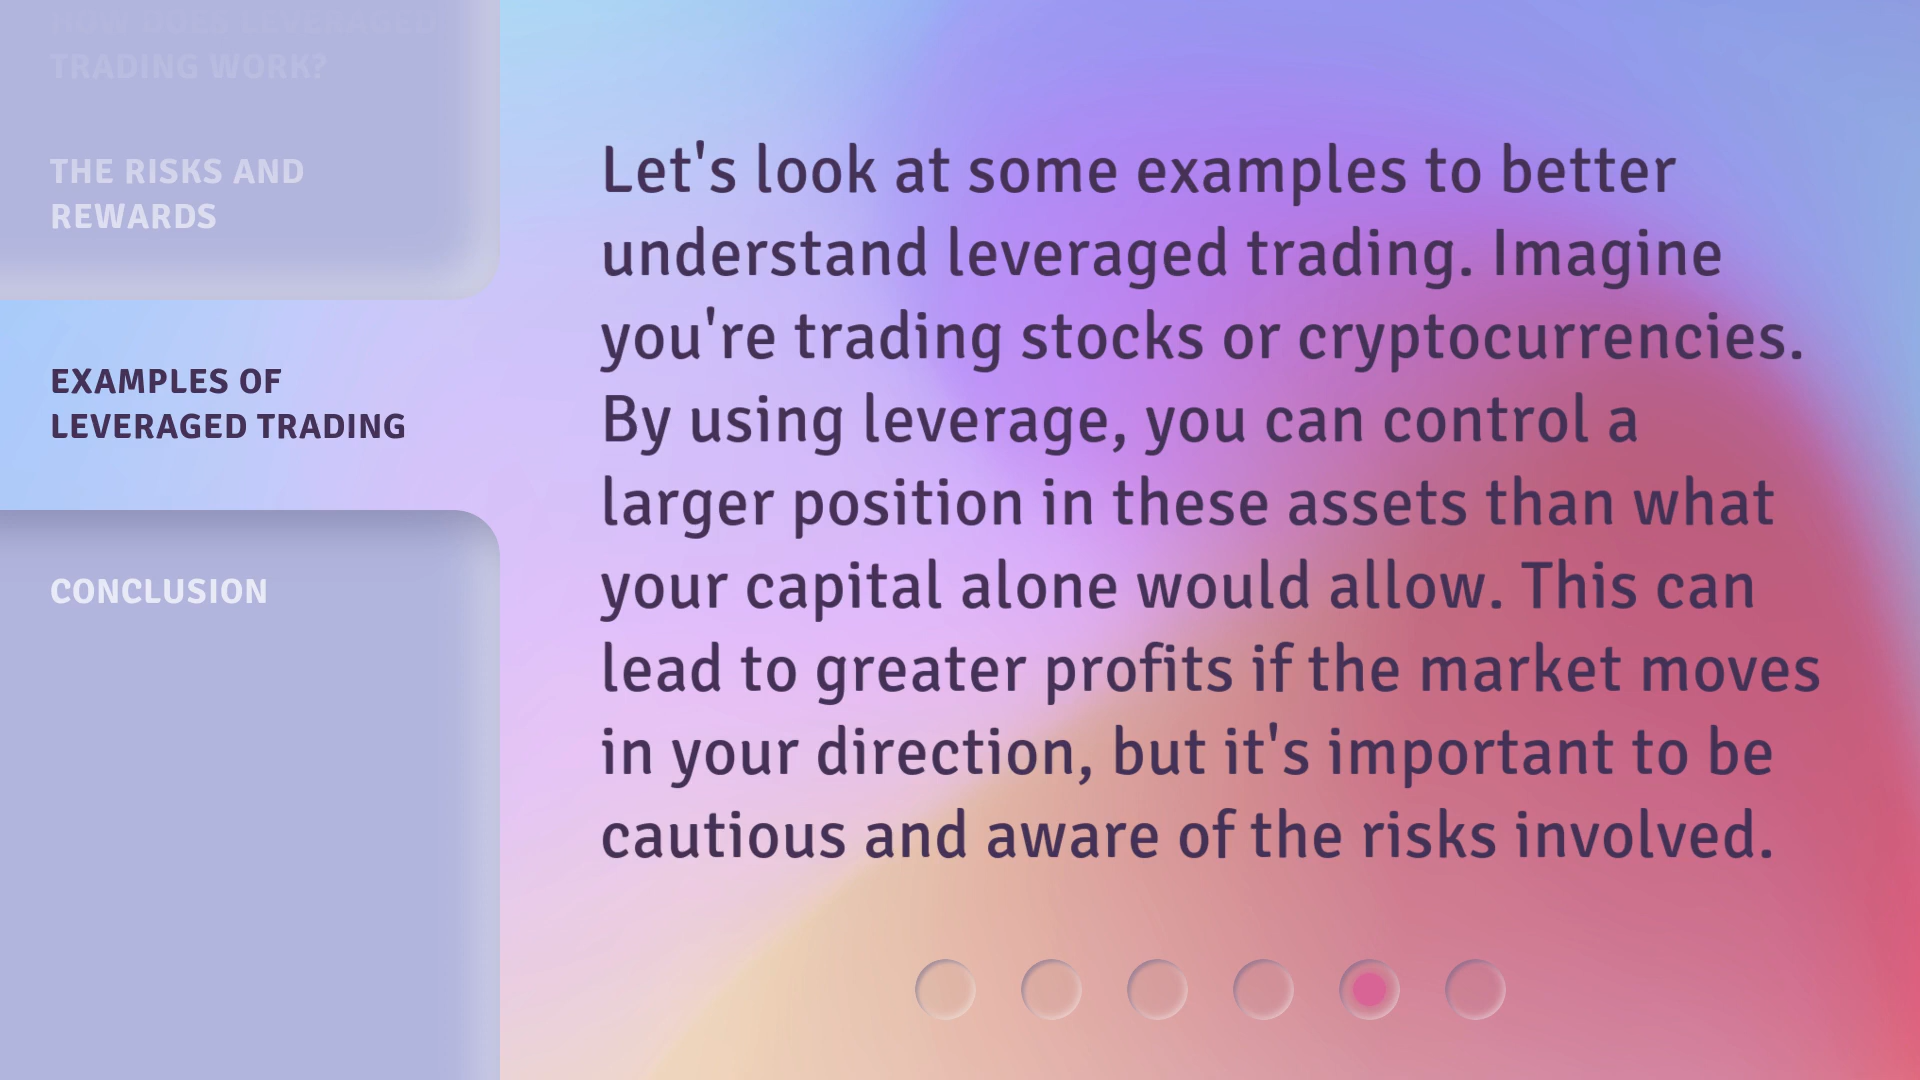 HOW DOES LEVERAGED
TRADING WORK?
THE RISKS AND
REWARDS
EXAMPLES OF
LEVERAGED TRADING
CONCLUSION
Let's look at some examples to better
understand leveraged trading. Imagine
you're trading stocks or cryptocurrencies.
By using leverage, you can control a
larger position in these assets than what
your capital alone would allow. This can
lead to greater profits if the market moves
in your direction, but it's important to be
cautious and aware of the risks involved.